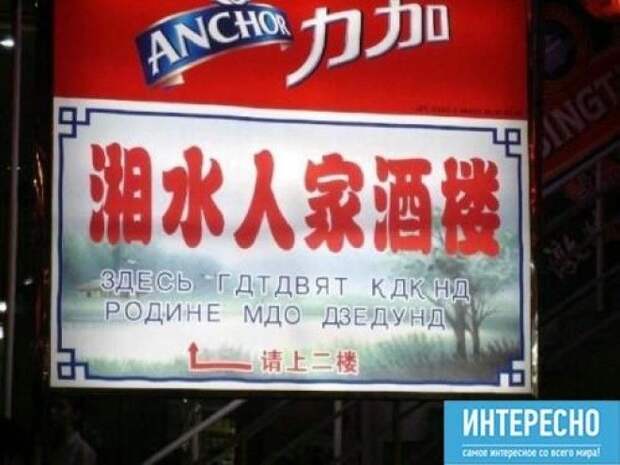 ANCHOR 力加
湘水人家酒楼
ЗДЕСЬ ГДТДВЯТ КДК НД
РОДИНЕ МДО ДЗЕДУНД
请上二楼
ИНТЕРЕСНО
самое интересное со всего мира!